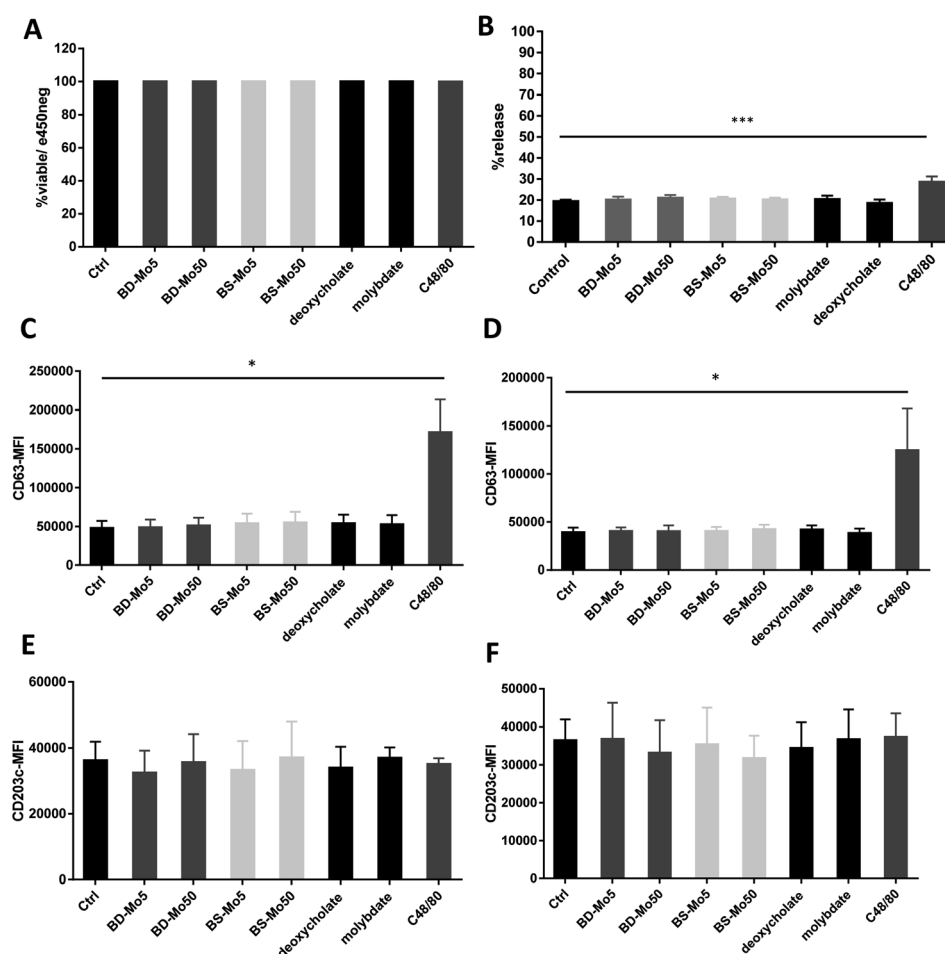 A
%viable/ e450neg
120
100
80
60
40
20
0
Ctrl
BD-Mo5
BD-Mo50
BS-Mo5
BS-Mo50
deoxycholate
molybdate
C48/80
B
%release
100
90
80
70
60
50
40
30
20
10
0
***
Control
BD-Mo5
BD-Mo50
BS-Mo5
BS-Mo50
molybdate
deoxycholate
C48/80
C
CD63-MFI
250000
200000
150000
100000
50000
0
*
Ctrl
BD-Mo5
BD-Mo50
BS-Mo5
BS-Mo50
deoxycholate
molybdate
C48/80
D
CD63-MFI
200000
150000
100000
50000
0
*
Ctrl
BD-Mo5
BD-Mo50
BS-Mo5
BS-Mo50
deoxycholate
molybdate
C48/80
E
CD203c-MFI
60000
40000
20000
0
Ctrl
BD-Mo5
BD-Mo50
BS-Mo5
BS-Mo50
deoxycholate
molybdate
C48/80
F
CD203c-MFI
50000
40000
30000
20000
10000
0
Ctrl
BD-Mo5
BD-Mo50
BS-Mo5
BS-Mo50
deoxycholate
molybdate
C48/80